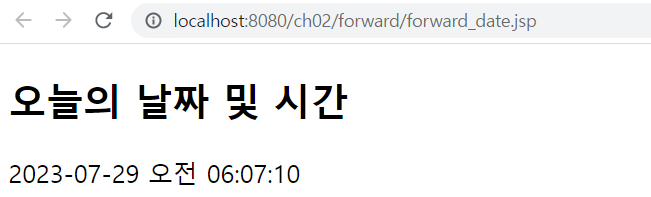 localhost:8080/ch02/forward/forward_date.jsp
오늘의 날짜 및 시간
2023-07-29 오전 06:07:10